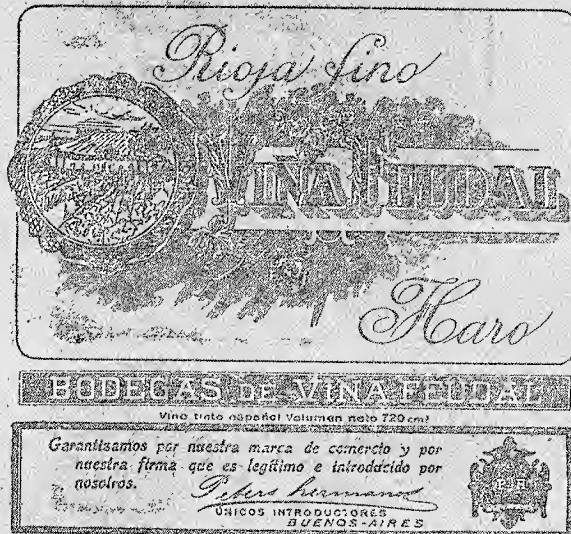 Rioja fino
VIÑA FEUDAL
Haro
BODEGAS DE VIÑA FEUDAL
Vino tinto español Volumen neto 720 cm³
Garantizamos por nuestra marca de comercio y por
nuestra firma que es legítimo e introducido por
nosotros.
Peters hermanos
ÚNICOS INTRODUCTORES
BUENOS-AIRES